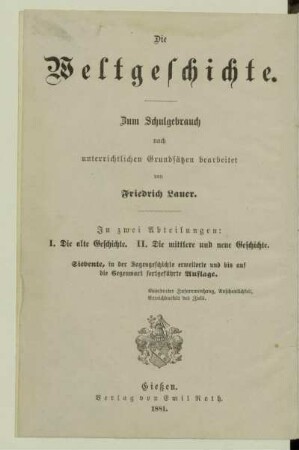 Die
Weltgeschichte.
Zum Schulgebrauch
nach
unterrichtlichen Grundsätzen bearbeitet
von
Friedrich Lauer.
In zwei Abteilungen:
I. Die alte Geschichte. II. Die mittlere und neue Geschichte.
Siebente, in der Sagengeschichte erweiterte und bis auf
die Gegenwart fortgeführte Auflage.
Anschaulichkeit,
Gießen.
Verlag von Emil Roth.
1881.